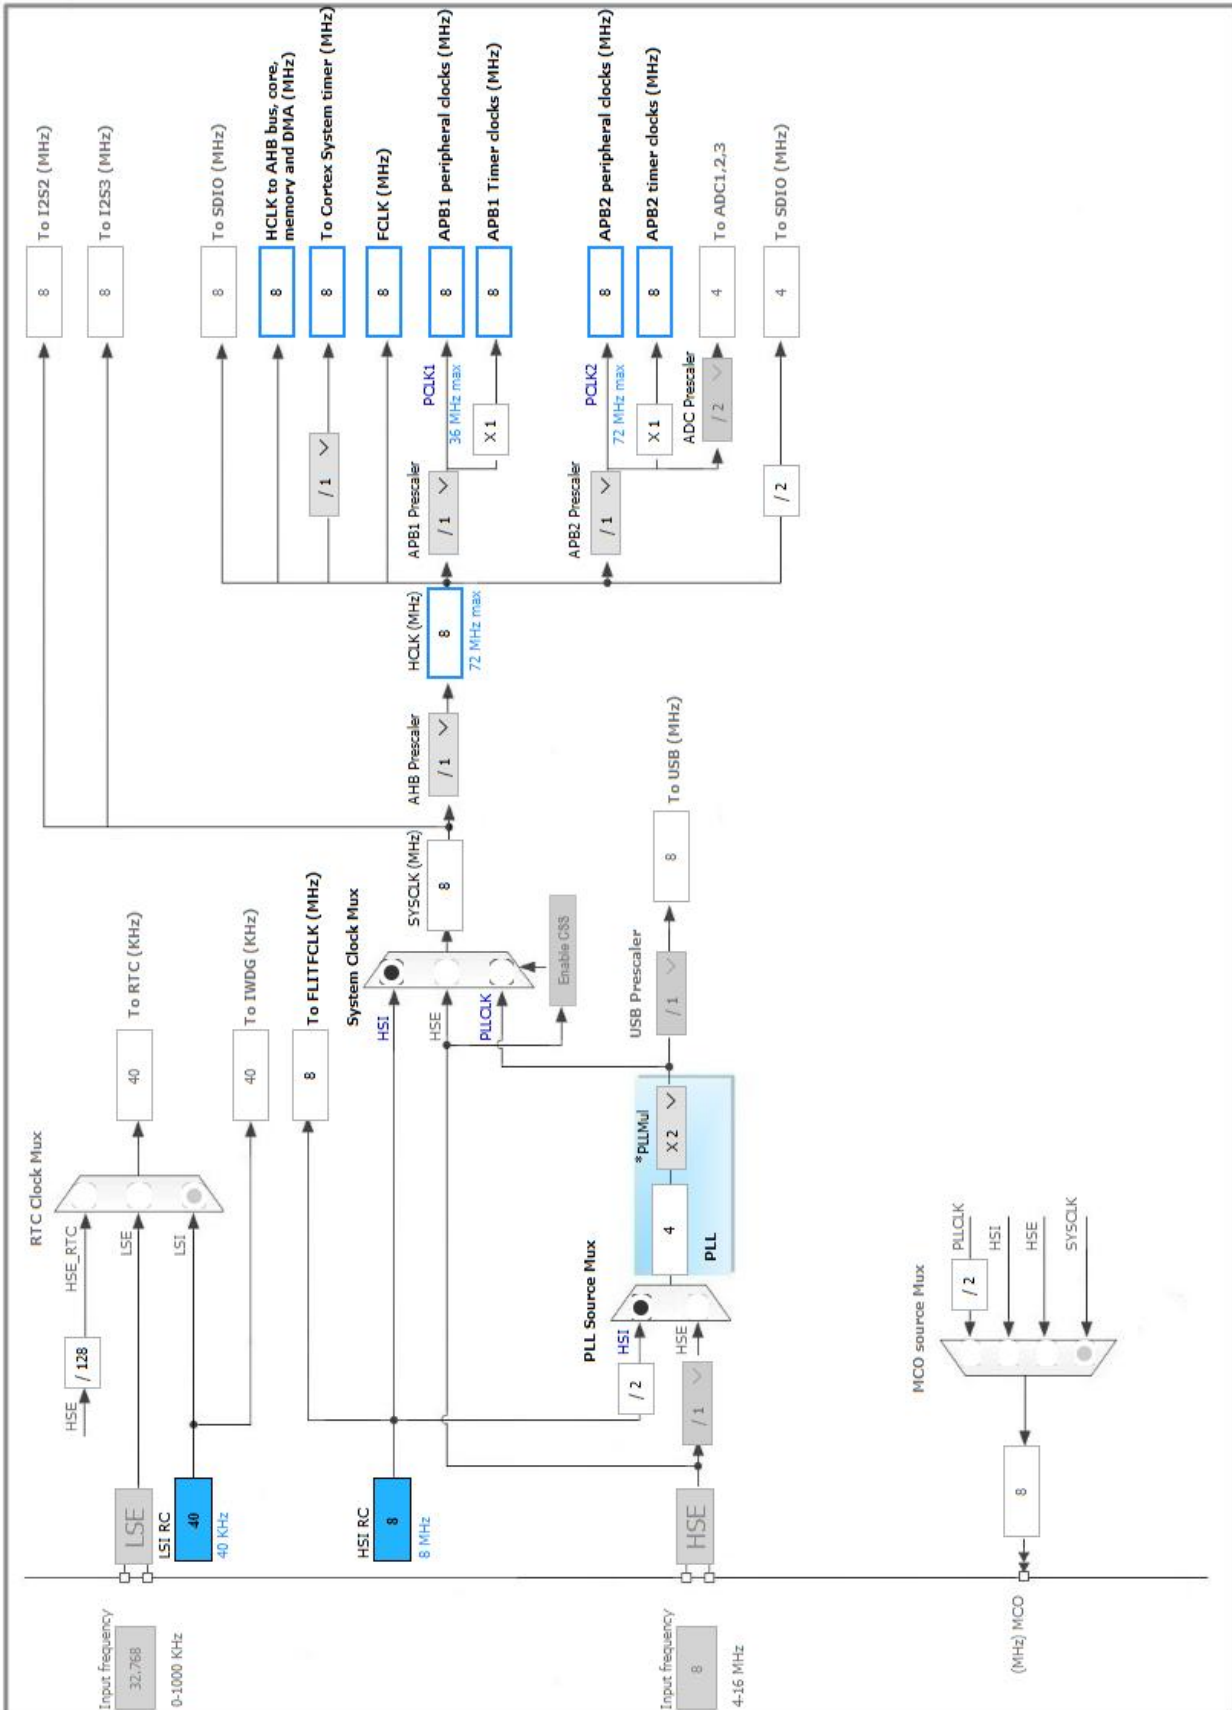 Input frequency
32.768
0-1000 KHz
LSE
LSI RC
40
40 KHz
HSE
/ 128
HSE_RTC
LSE
LSI
RTC Clock Mux
40
To RTC (KHz)
40
To IWDG (KHz)
8
To FLITFCLK (MHz)
HSI RC
8
8 MHz
System Clock Mux
HSI
HSE
PLLCLK
Enable CSS
SYSCLK (MHz)
8
AHB Prescaler
/ 1
HCLK (MHz)
8
72 MHz max
8
To I2S2 (MHz)
8
To I2S3 (MHz)
8
To SDIO (MHz)
8
HCLK to AHB bus, core,
memory and DMA (MHz)
/ 1
8
To Cortex System timer (MHz)
8
FCLK (MHz)
APB1 Prescaler
/ 1
PCLK1
36 MHz max
8
APB1 peripheral clocks (MHz)
X 1
8
APB1 Timer clocks (MHz)
APB2 Prescaler
/ 1
PCLK2
72 MHz max
8
APB2 peripheral clocks (MHz)
X 1
8
APB2 timer clocks (MHz)
ADC Prescaler
/ 2
4
To ADC1,2,3
/ 2
4
To SDIO (MHz)
Input frequency
8
4-16 MHz
HSE
/ 2
/ 1
PLL Source Mux
HSI
HSE
4
*PLLMul
X 2
PLL
USB Prescaler
/ 1
8
To USB (MHz)
(MHz) MCO
8
MCO source Mux
/ 2
PLLCLK
HSI
HSE
SYSCLK